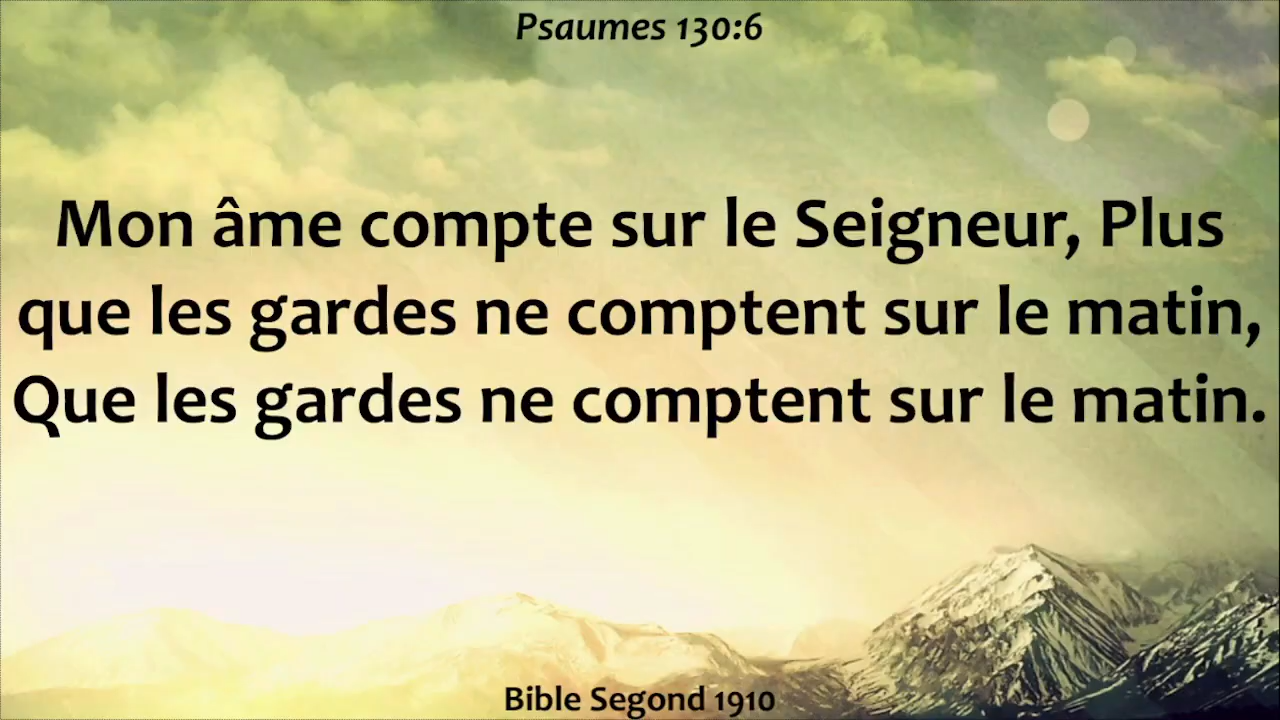 Psaumes 130:6
Mon âme compte sur le Seigneur, Plus
que les gardes ne comptent sur le matin,
Que les gardes ne comptent sur le matin.
Bible Segond 1910